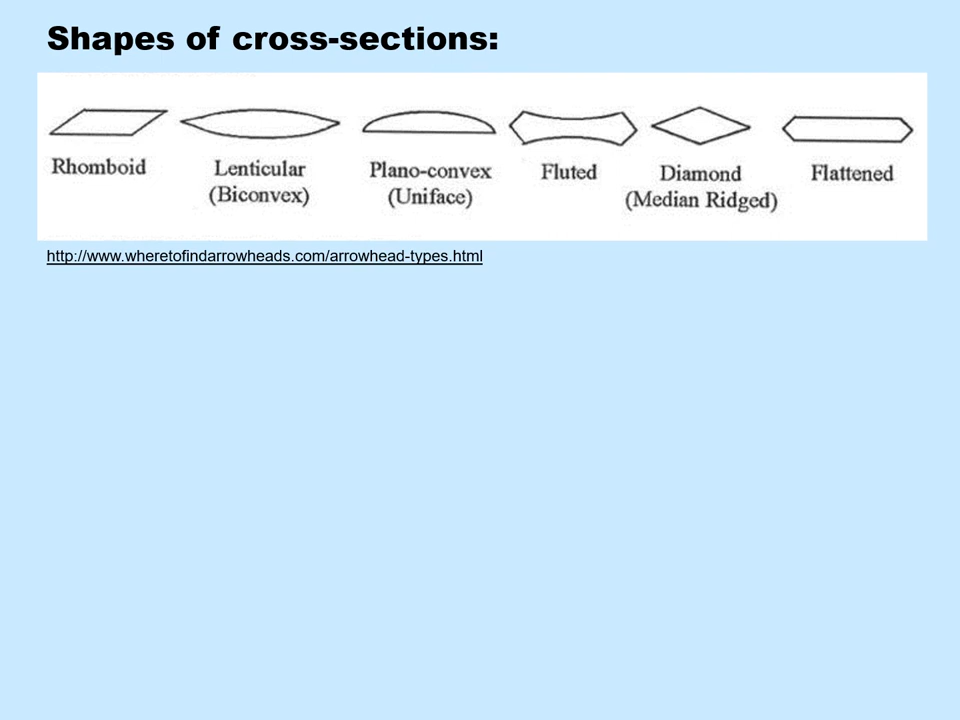 Shapes of cross-sections:
Rhomboid
Lenticular
(Biconvex)
Plano-convex
(Uniface)
Fluted
Diamond
(Median Ridged)
Flattened
http://www.wheretofindarrowheads.com/arrowhead-types.html